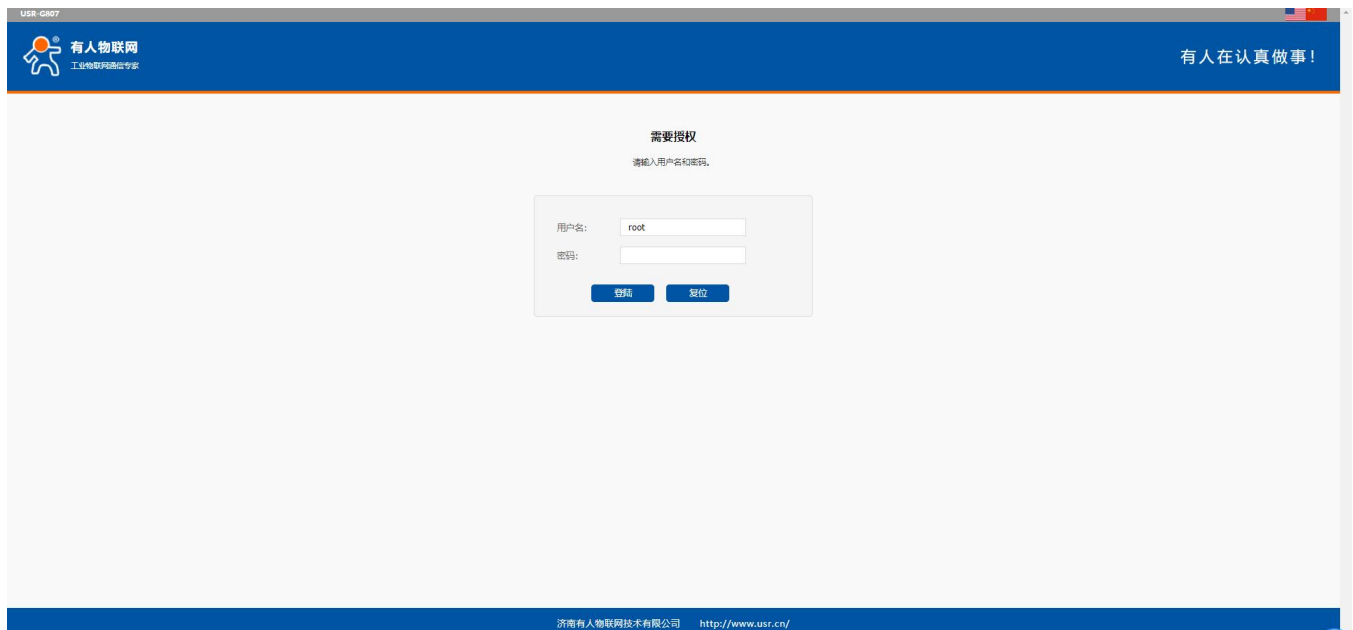 USR-G807
有人物联网
工业物联网通信专家
有人在认真做事！
需要授权
请输入用户名和密码。
用户名: root
密码:
登陆 复位
济南有人物联网技术有限公司 http://www.usr.cn/